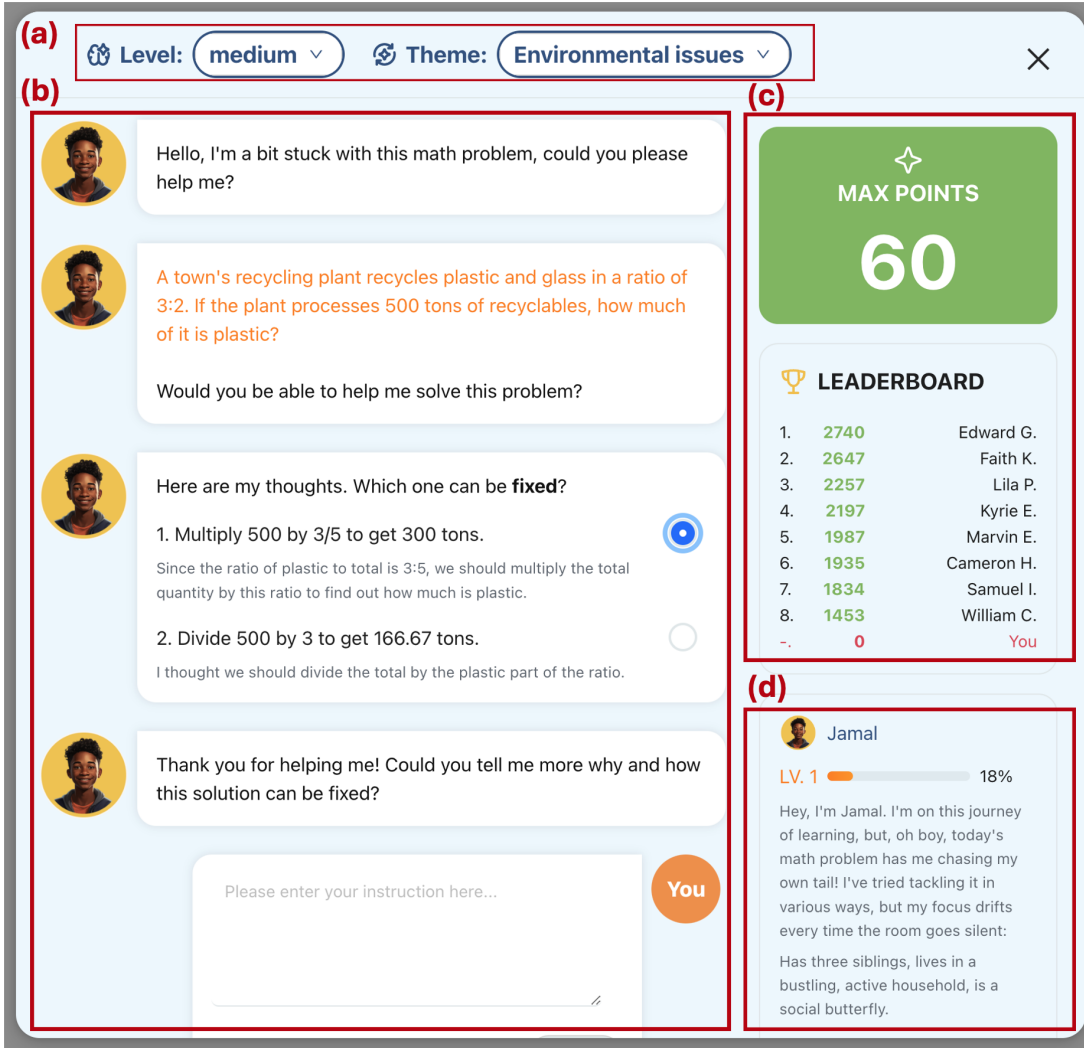 (a)
Level: medium Theme: Environmental issues
(b)
Hello, I'm a bit stuck with this math problem, could you please
help me?
A town's recycling plant recycles plastic and glass in a ratio of
3:2. If the plant processes 500 tons of recyclables, how much
of it is plastic?
Would you be able to help me solve this problem?
Here are my thoughts. Which one can be fixed?
1. Multiply 500 by 3/5 to get 300 tons.
Since the ratio of plastic to total is 3:5, we should multiply the total
quantity by this ratio to find out how much is plastic.
2. Divide 500 by 3 to get 166.67 tons.
I thought we should divide the total by the plastic part of the ratio.
Thank you for helping me! Could you tell me more why and how
this solution can be fixed?
Please enter your instruction here...
You
(c)
MAX POINTS
60
LEADERBOARD
1. 2740 Edward G.
2. 2647 Faith K.
3. 2257 Lila P.
4. 2197 Kyrie E.
5. 1987 Marvin E.
6. 1935 Cameron H.
7. 1834 Samuel I.
8. 1453 William C.
-. 0 You
(d)
Jamal
LV. 1 18%
Hey, I'm Jamal. I'm on this journey
of learning, but, oh boy, today's
math problem has me chasing my
own tail! I've tried tackling it in
various ways, but my focus drifts
every time the room goes silent:
Has three siblings, lives in a
bustling, active household, is a
social butterfly.